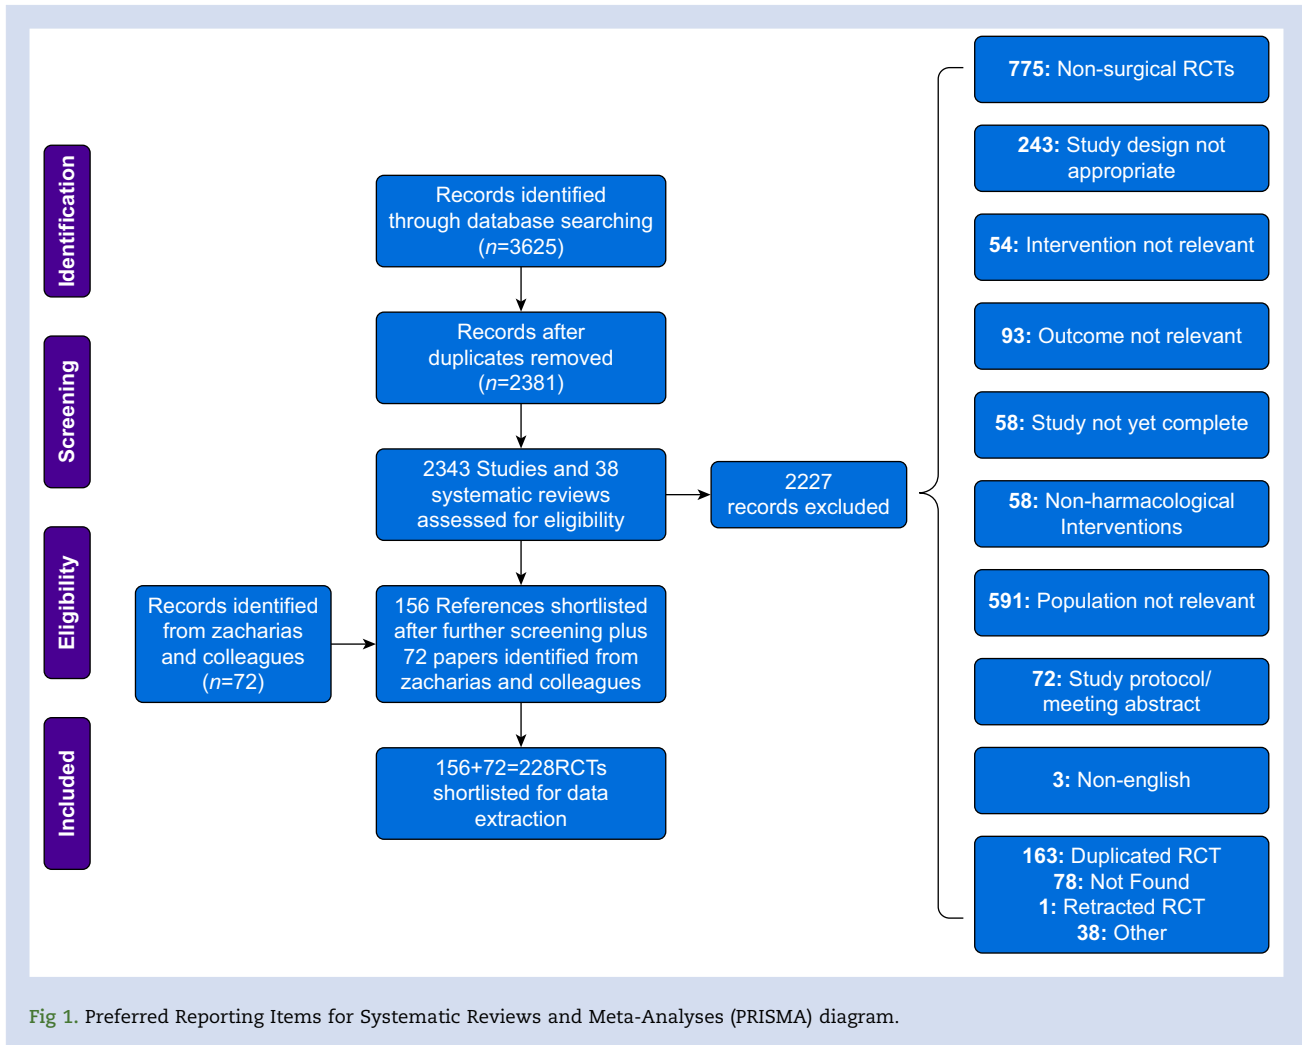 Identification
Screening
Eligibility
Included
Records identified
through database searching
(n=3625)
Records after
duplicates removed
(n=2381)
2343 Studies and 38
systematic reviews
assessed for eligibility
2227
records excluded
Records identified
from zacharias
and colleagues
(n=72)
156 References shortlisted
after further screening plus
72 papers identified from
zacharias and colleagues
156+72=228RCTs
shortlisted for data
extraction
775: Non-surgical RCTs
243: Study design not
appropriate
54: Intervention not relevant
93: Outcome not relevant
58: Study not yet complete
58: Non-harmacological
Interventions
591: Population not relevant
72: Study protocol/
meeting abstract
3: Non-english
163: Duplicated RCT
78: Not Found
1: Retracted RCT
38: Other
Fig 1. Preferred Reporting Items for Systematic Reviews and Meta-Analyses (PRISMA) diagram.